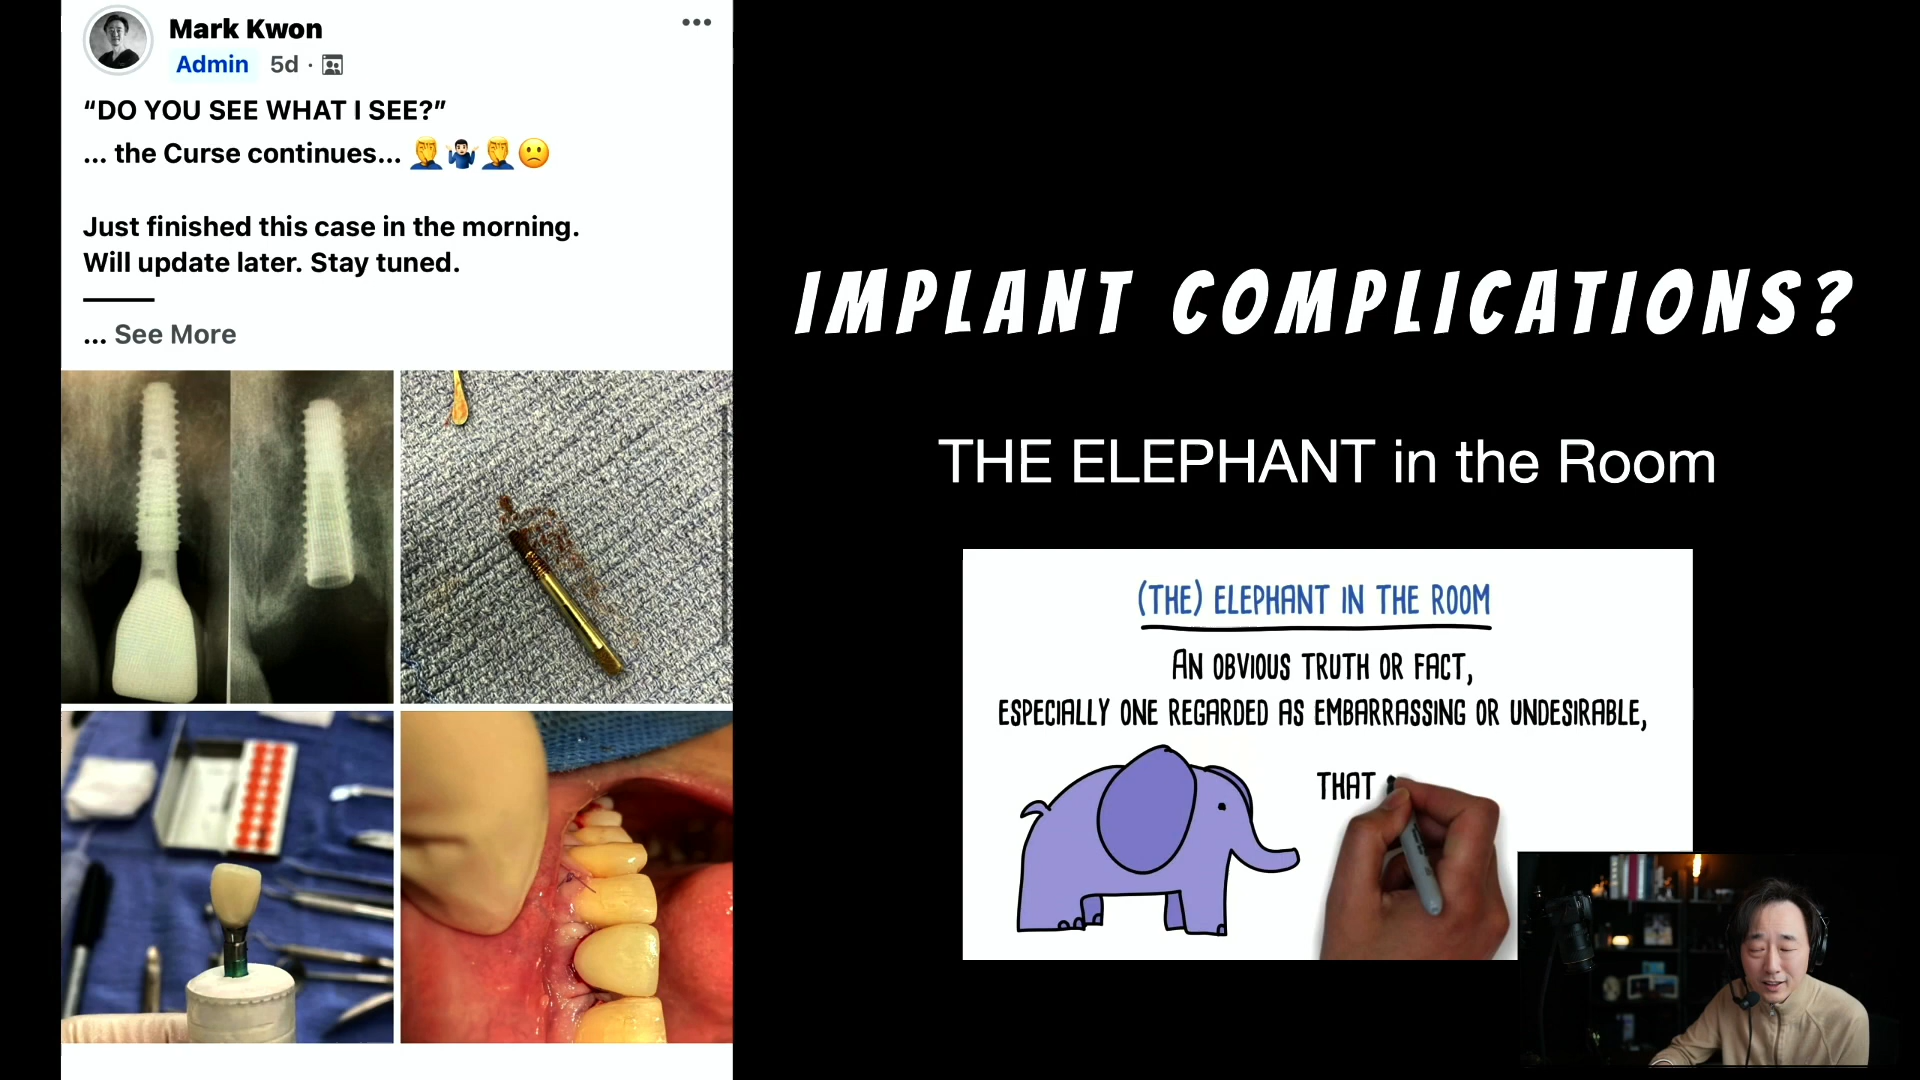 Mark Kwon
Admin 5d ·
“DO YOU SEE WHAT I SEE?”
... the Curse continues... 🤦‍♂️🤷🏻‍♂️🤦‍♂️🙁
Just finished this case in the morning.
Will update later. Stay tuned.
... See More
IMPLANT COMPLICATIONS?
THE ELEPHANT in the Room
(THE) ELEPHANT IN THE ROOM
AN OBVIOUS TRUTH OR FACT,
ESPECIALLY ONE REGARDED AS EMBARRASSING OR UNDESIRABLE,
THAT